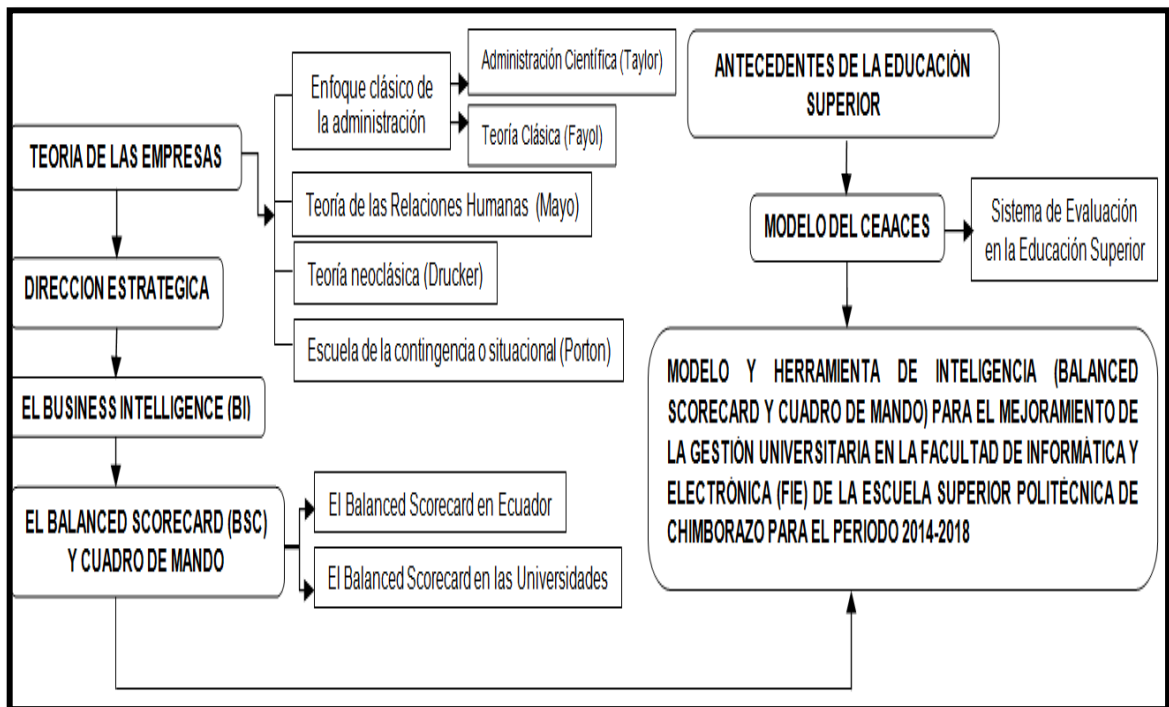 TEORIA DE LAS EMPRESAS
Enfoque clásico de
la administración
Administración Científica (Taylor)
Teoría Clásica (Fayol)
Teoría de las Relaciones Humanas (Mayo)
Teoría neoclásica (Drucker)
Escuela de la contingencia o situacional (Porton)
DIRECCION ESTRATEGICA
EL BUSINESS INTELLIGENCE (BI)
EL BALANCED SCORECARD (BSC)
Y CUADRO DE MANDO
El Balanced Scorecard en Ecuador
El Balanced Scorecard en las Universidades
ANTECEDENTES DE LA EDUCACIÓN
SUPERIOR
MODELO DEL CEAACES
Sistema de Evaluación
en la Educación Superior
MODELO Y HERRAMIENTA DE INTELIGENCIA (BALANCED
SCORECARD Y CUADRO DE MANDO) PARA EL MEJORAMIENTO DE
LA GESTIÓN UNIVERSITARIA EN LA FACULTAD DE INFORMÁTICA Y
ELECTRÓNICA (FIE) DE LA ESCUELA SUPERIOR POLITÉCNICA DE
CHIMBORAZO PARA EL PERIODO 2014-2018